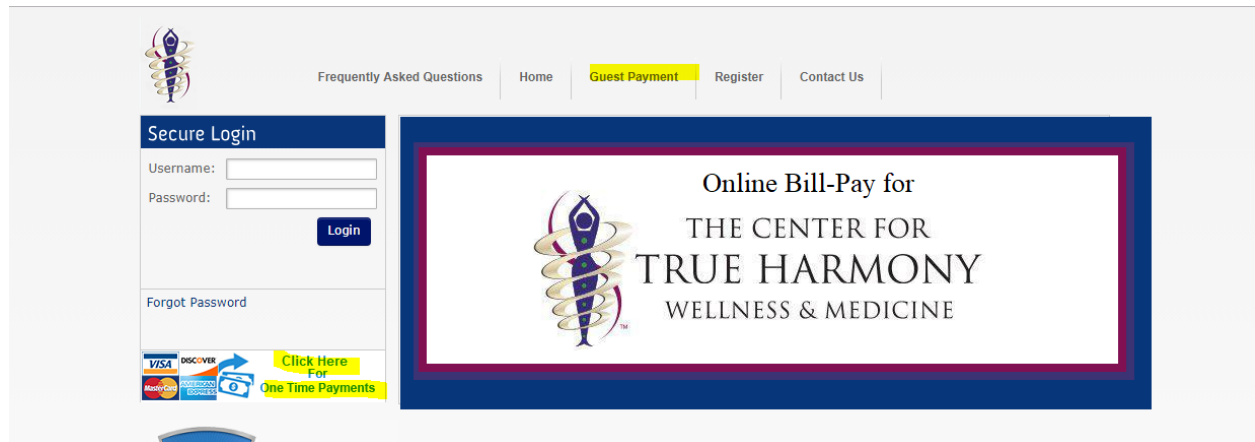 Frequently Asked Questions Home Guest Payment Register Contact Us
Secure Login
Username:
Password:
Login
Forgot Password
VISA DISCOVER
MasterCard AMERICAN EXPRESS
Click Here
For
One Time Payments
Online Bill-Pay for
THE CENTER FOR
TRUE HARMONY
WELLNESS & MEDICINE
TM